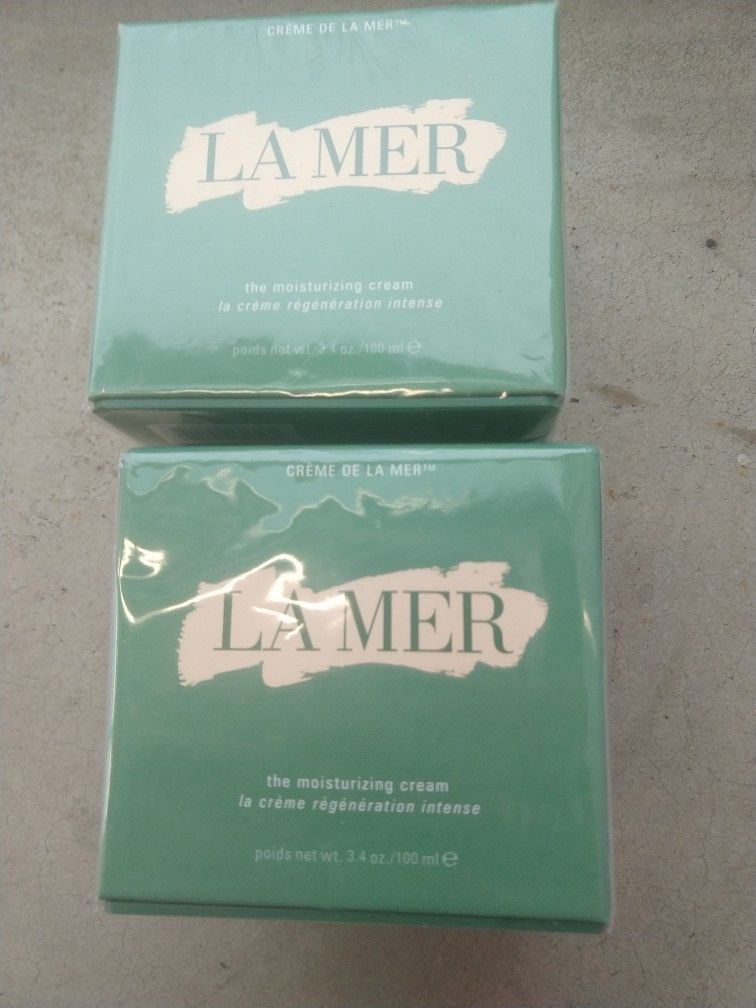 CRÈME DE LA MER™
LA MER
the moisturizing cream
la crème régénération intense
poids net wt. 3.4 oz./100 ml ℮
CRÈME DE LA MER™
LA MER
the moisturizing cream
la crème régénération intense
poids net wt. 3.4 oz./100 ml ℮